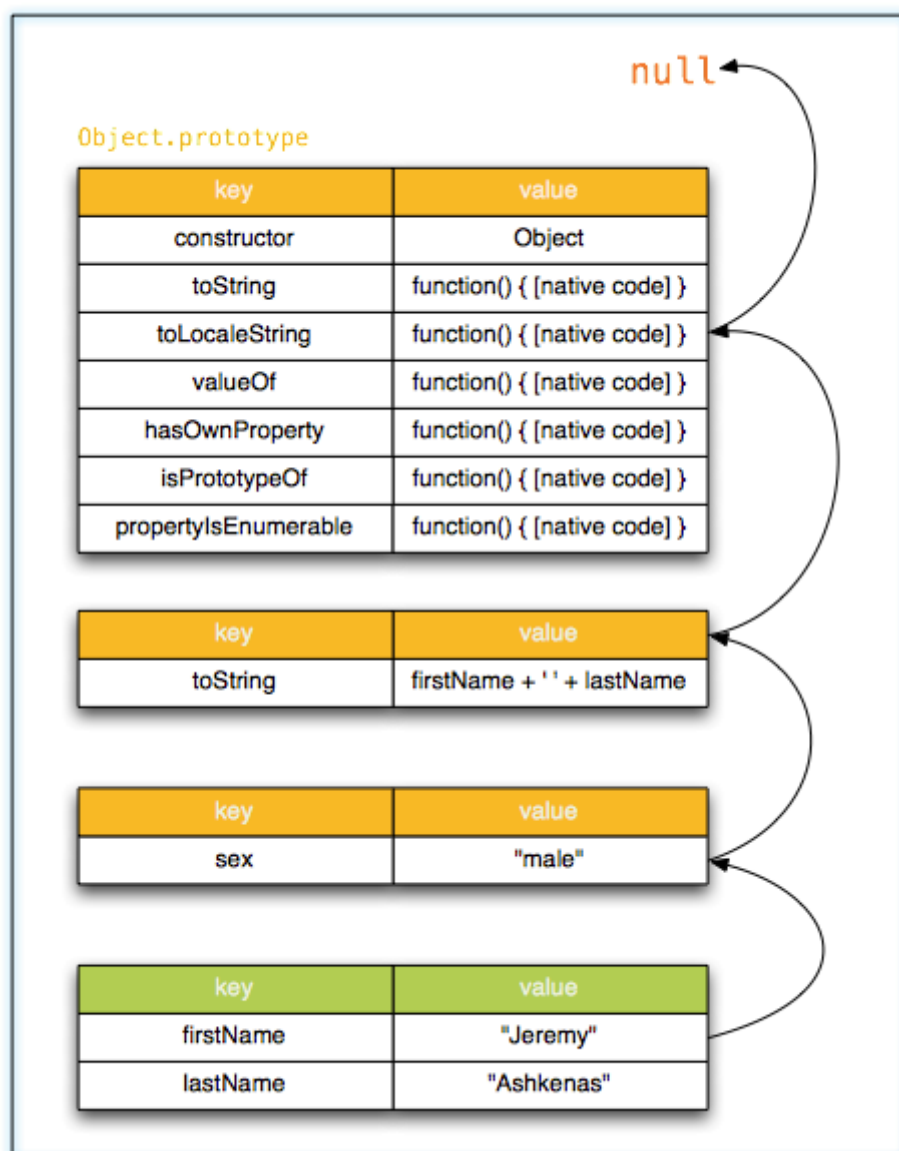 null
Object.prototype
key value
constructor Object
toString function() { [native code] }
toLocaleString function() { [native code] }
valueOf function() { [native code] }
hasOwnProperty function() { [native code] }
isPrototypeOf function() { [native code] }
propertyIsEnumerable function() { [native code] }
key value
toString firstName + ' ' + lastName
key value
sex "male"
key value
firstName "Jeremy"
lastName "Ashkenas"